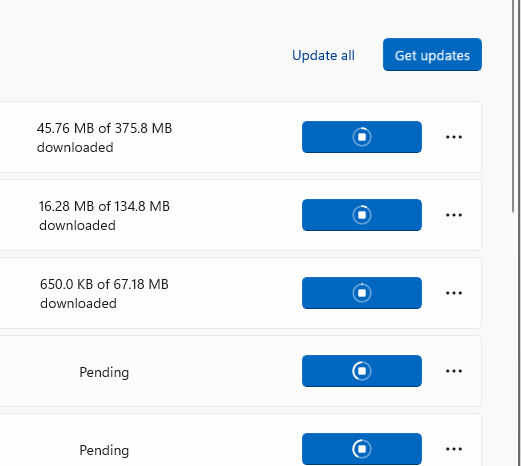 Update all
Get updates
45.76 MB of 375.8 MB
downloaded
16.28 MB of 134.8 MB
downloaded
650.0 KB of 67.18 MB
downloaded
Pending
Pending